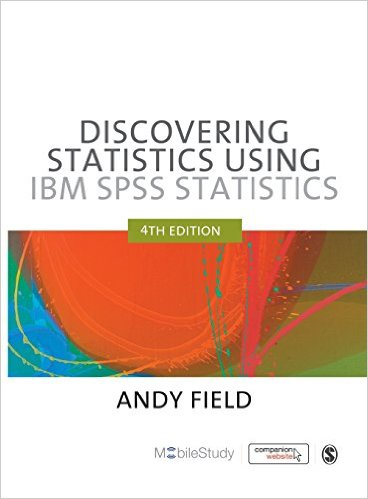 DISCOVERING
STATISTICS USING
IBM SPSS STATISTICS
4TH EDITION
ANDY FIELD
MobileStudy
companion
website
S